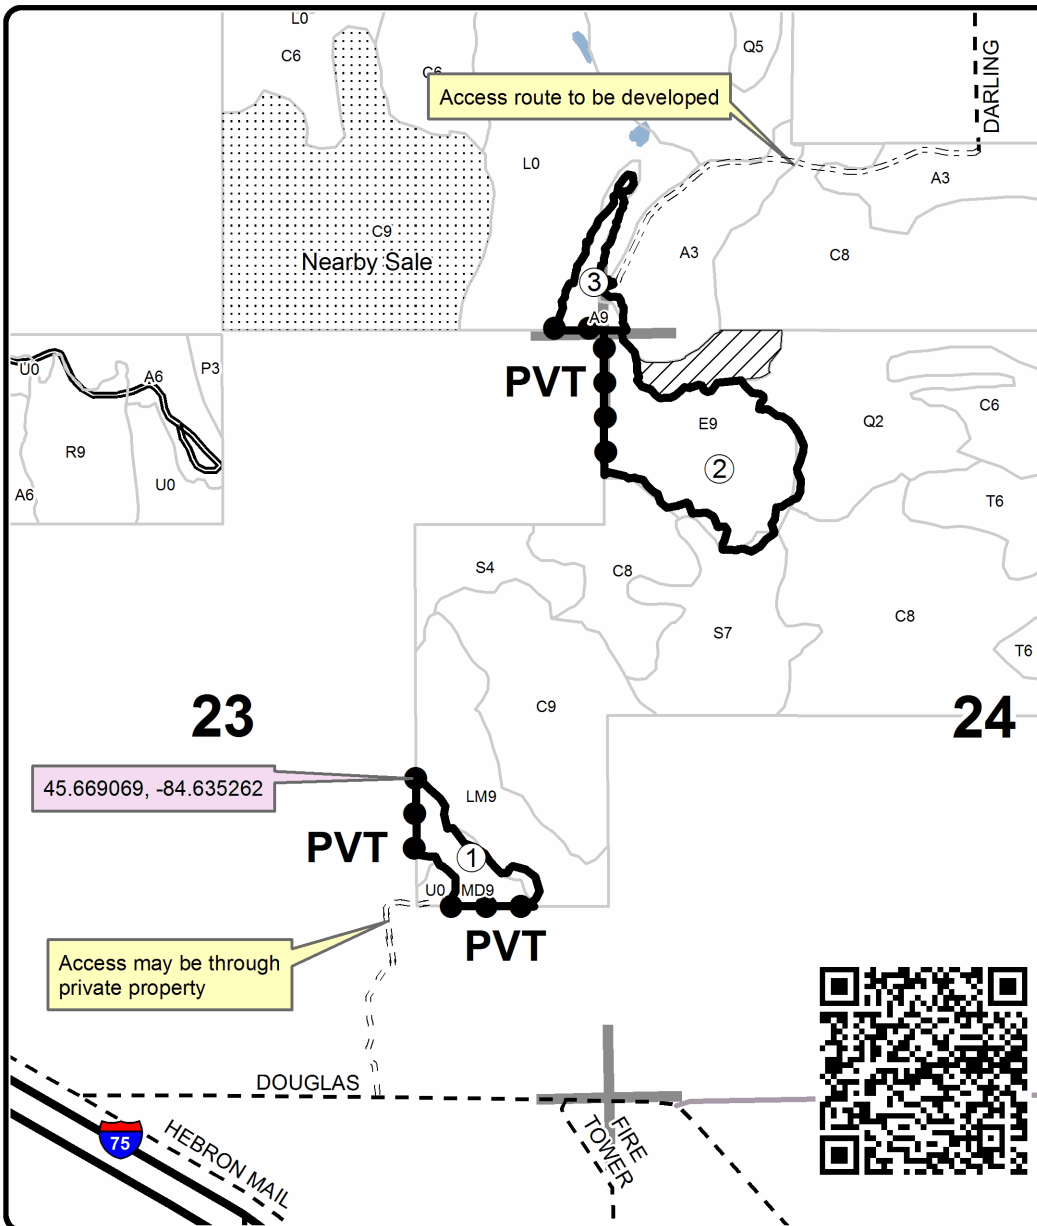 L0
C6
C6
Q5
DARLING
Access route to be developed
L0
A3
C9
Nearby Sale
A3
C8
3
A9
U0
A6
P3
PVT
R9
A6
U0
E9
2
Q2
C6
T6
S4
C8
S7
C8
T6
C9
23
24
45.669069, -84.635262
LM9
PVT
1
U0
MD9
PVT
Access may be through
private property
DOUGLAS
FIRE
TOWER
75
HEBRON MAIL